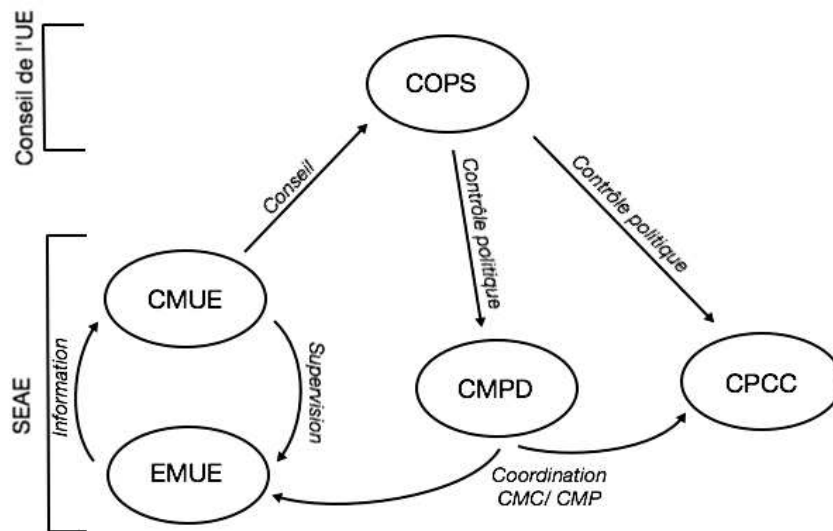 Conseil de l'UE
COPS
Conseil
Contrôle politique
Contrôle politique
SEAE
CMUE
Information
Supervision
CMPD
CPCC
EMUE
Coordination
CMC/ CMP